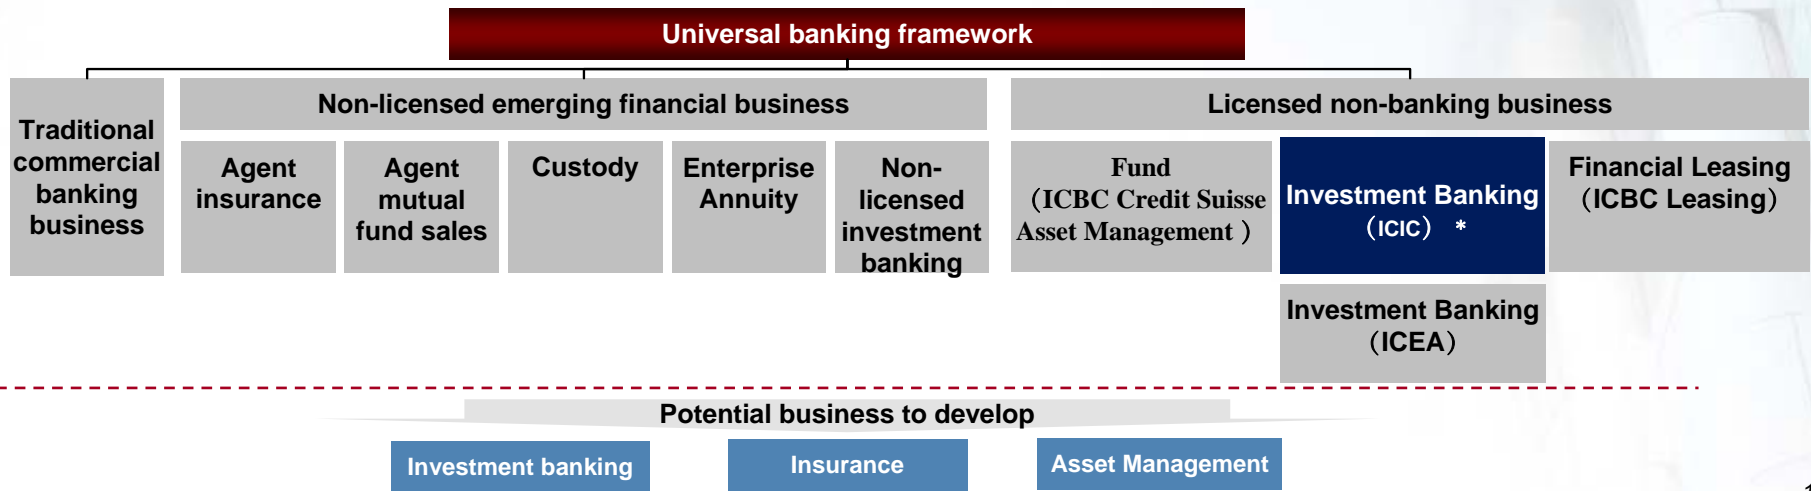 Universal banking framework
Traditional
commercial
banking
business
Non-licensed emerging financial business
Licensed non-banking business
Agent
insurance
Agent
mutual
fund sales
Custody
Enterprise
Annuity
Non-
licensed
investment
banking
Fund
（ICBC Credit Suisse
Asset Management ）
Investment Banking
（ICIC） *
Financial Leasing
（ICBC Leasing）
Investment Banking
（ICEA）
Potential business to develop
Investment banking
Insurance
Asset Management